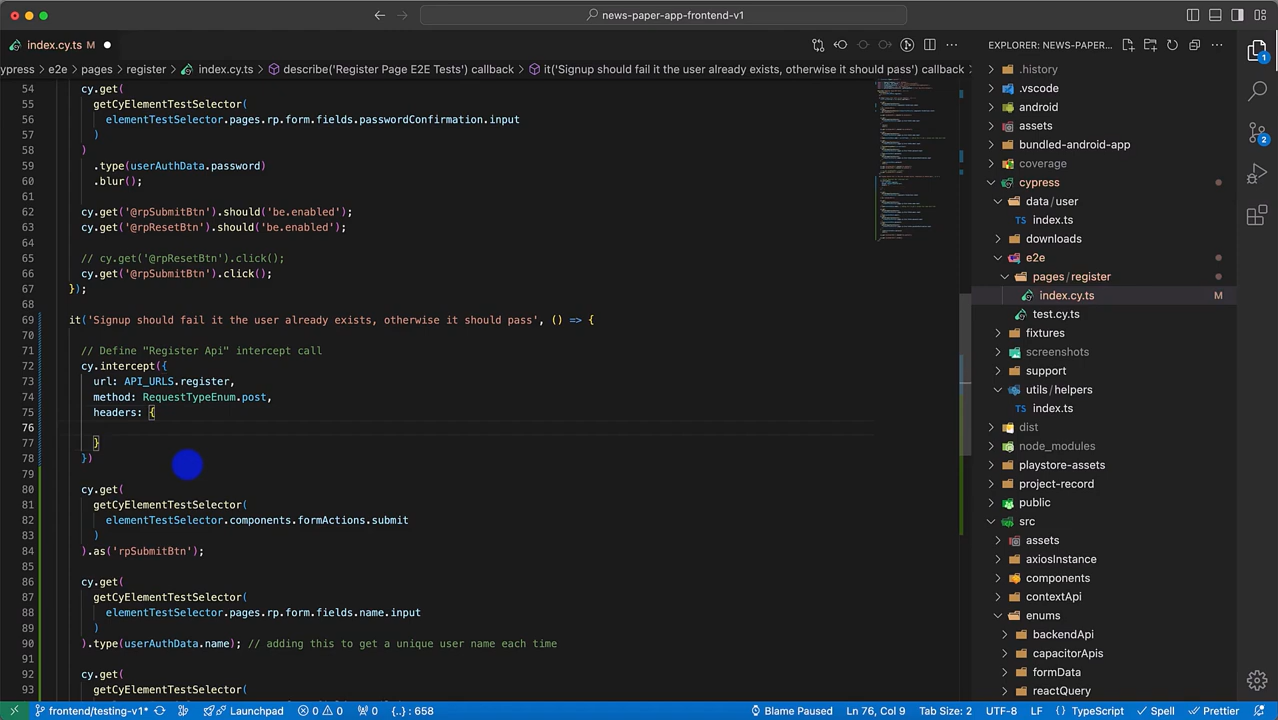 news-paper-app-frontend-v1
index.cy.ts M
EXPLORER: NEWS-PAPER...
ypress > e2e > pages > register > index.cy.ts > describe('Register Page E2E Tests') callback > it('Signup should fail it the user already exists, otherwise it should pass') callback >
54 cy.get(
55 getCyElementTestSelector(
56 elementTestSelector.pages.rp.form.fields.passwordConfirmation.input
57 )
58 )
59 .type(userAuthData.password)
60 .blur();
61
62 cy.get('@rpSubmitBtn').should('be.enabled');
63 cy.get('@rpResetBtn').should('be.enabled');
64
65 // cy.get('@rpResetBtn').click();
66 cy.get('@rpSubmitBtn').click();
67 });
68
69 it('Signup should fail it the user already exists, otherwise it should pass', () => {
70
71 // Define "Register Api" intercept call
72 cy.intercept({
73 url: API_URLS.register,
74 method: RequestTypeEnum.post,
75 headers: {
76
77 }
78 })
79
80 cy.get(
81 getCyElementTestSelector(
82 elementTestSelector.components.formActions.submit
83 )
84 ).as('rpSubmitBtn');
85
86 cy.get(
87 getCyElementTestSelector(
88 elementTestSelector.pages.rp.form.fields.name.input
89 )
90 ).type(userAuthData.name); // adding this to get a unique user name each time
91
92 cy.get(
93 getCyElementTestSelector(
.history
.vscode
android
assets
bundled-android-app
coverage
cypress
data/user
TS index.ts
downloads
e2e
pages/register
index.cy.ts M
test.cy.ts
fixtures
screenshots
support
utils/helpers
TS index.ts
dist
node_modules
playstore-assets
project-record
public
src
assets
axiosInstance
components
contextApi
enums
backendApi
capacitorApis
formData
reactQuery
1
2
frontend/testing-v1* Launchpad 0 0 0 {..} : 658 Blame Paused Ln 76, Col 9 Tab Size: 2 UTF-8 LF {} TypeScript Spell Prettier